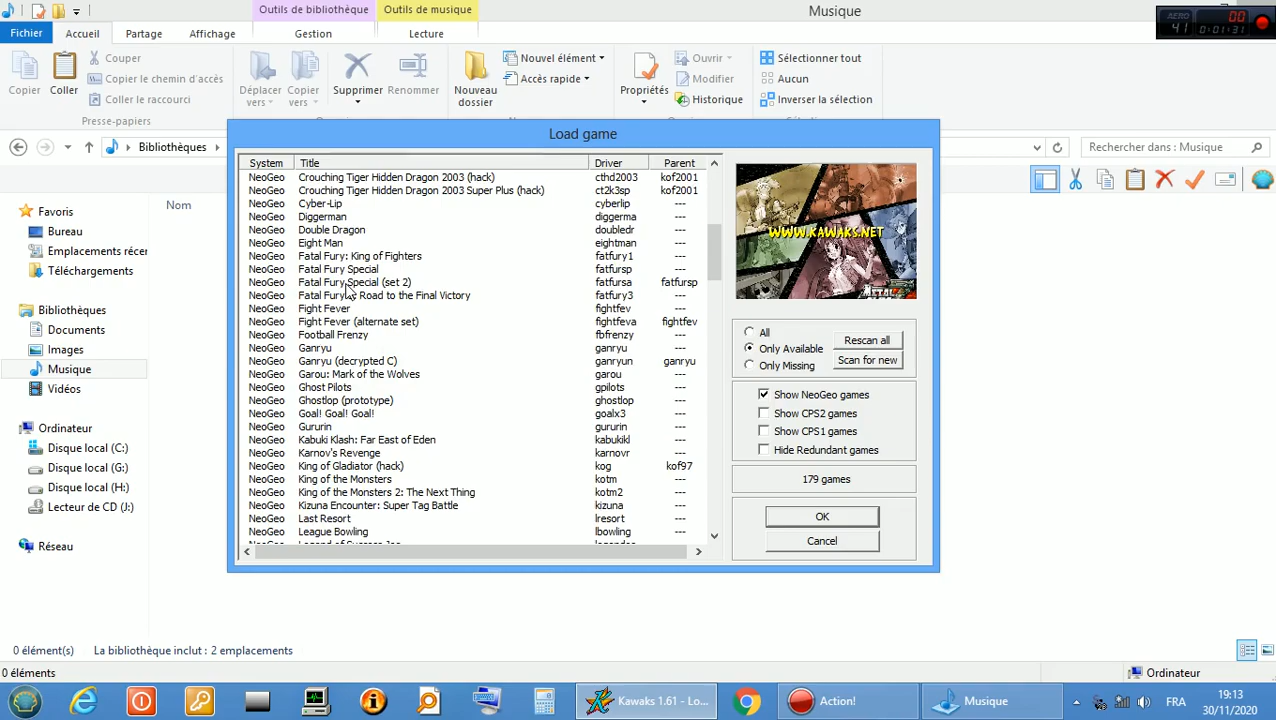 Outils de bibliothèque Outils de musique Musique
AERO 41 00 0:01:31
Fichier Accueil Partage Affichage Gestion Lecture
Copier Coller Couper
Copier le chemin d'accès
Coller le raccourci
Presse-papiers
Déplacer vers Copier vers Supprimer Renommer
Nouveau dossier
Nouvel élément
Accès rapide
Propriétés
Ouvrir
Modifier
Historique
Sélectionner tout
Aucun
Inverser la sélection
Bibliothèques
Rechercher dans : Musique
Nom
Favoris
Bureau
Emplacements récer
Téléchargements
Bibliothèques
Documents
Images
Musique
Vidéos
Ordinateur
Disque local (C:)
Disque local (G:)
Disque local (H:)
Lecteur de CD (J:)
Réseau
Load game
System Title Driver Parent
NeoGeo Crouching Tiger Hidden Dragon 2003 (hack) cthd2003 kof2001
NeoGeo Crouching Tiger Hidden Dragon 2003 Super Plus (hack) ct2k3sp kof2001
NeoGeo Cyber-Lip cyberlip ---
NeoGeo Diggerman diggerma ---
NeoGeo Double Dragon doubledr ---
NeoGeo Eight Man eightman ---
NeoGeo Fatal Fury: King of Fighters fatfury1 ---
NeoGeo Fatal Fury Special fatfursp ---
NeoGeo Fatal Fury Special (set 2) fatfursa fatfursp
NeoGeo Fatal Fury Road to the Final Victory fatfury3 ---
NeoGeo Fight Fever fightfev ---
NeoGeo Fight Fever (alternate set) fightfeva fightfev
NeoGeo Football Frenzy fbfrenzy ---
NeoGeo Ganryu ganryu ---
NeoGeo Ganryu (decrypted C) ganryun ganryu
NeoGeo Garou: Mark of the Wolves garou ---
NeoGeo Ghost Pilots gpilots ---
NeoGeo Ghostlop (prototype) ghostlop ---
NeoGeo Goal! Goal! Goal! goalx3 ---
NeoGeo Gururin gururin ---
NeoGeo Kabuki Klash: Far East of Eden kabukikl ---
NeoGeo Karnov's Revenge karnovr ---
NeoGeo King of Gladiator (hack) kog kof97
NeoGeo King of the Monsters kotm ---
NeoGeo King of the Monsters 2: The Next Thing kotm2 ---
NeoGeo Kizuna Encounter: Super Tag Battle kizuna ---
NeoGeo Last Resort lresort ---
NeoGeo League Bowling lbowling ---
WWW.KAWAKS.NET
All
Only Available
Only Missing
Rescan all
Scan for new
Show NeoGeo games
Show CPS2 games
Show CPS1 games
Hide Redundant games
179 games
OK
Cancel
0 élément(s) La bibliothèque inclut : 2 emplacements
0 éléments Ordinateur
Kawaks 1.61 - Lo... Action! Musique FRA 19:13
30/11/2020